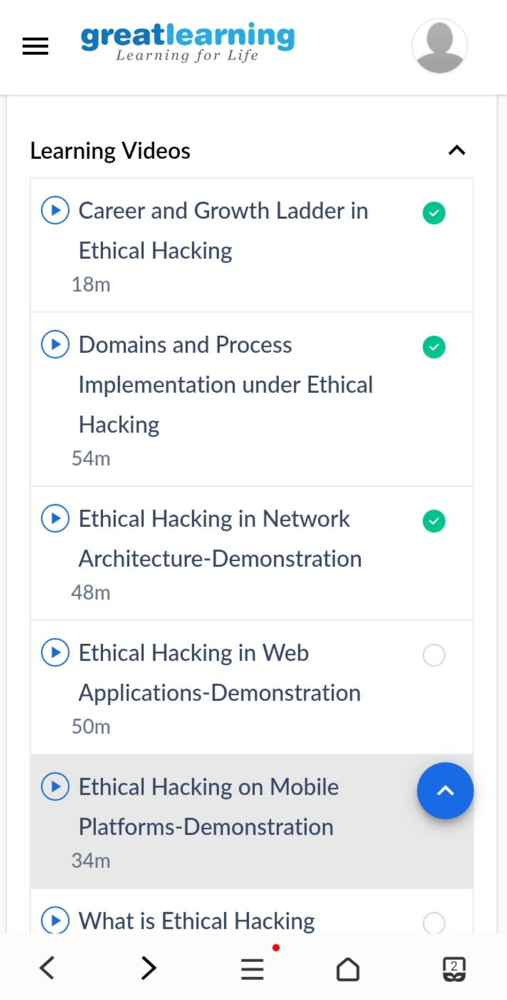 greatlearning
Learning for Life
Learning Videos
Career and Growth Ladder in
Ethical Hacking
18m
Domains and Process
Implementation under Ethical
Hacking
54m
Ethical Hacking in Network
Architecture-Demonstration
48m
Ethical Hacking in Web
Applications-Demonstration
50m
Ethical Hacking on Mobile
Platforms-Demonstration
34m
What is Ethical Hacking
2